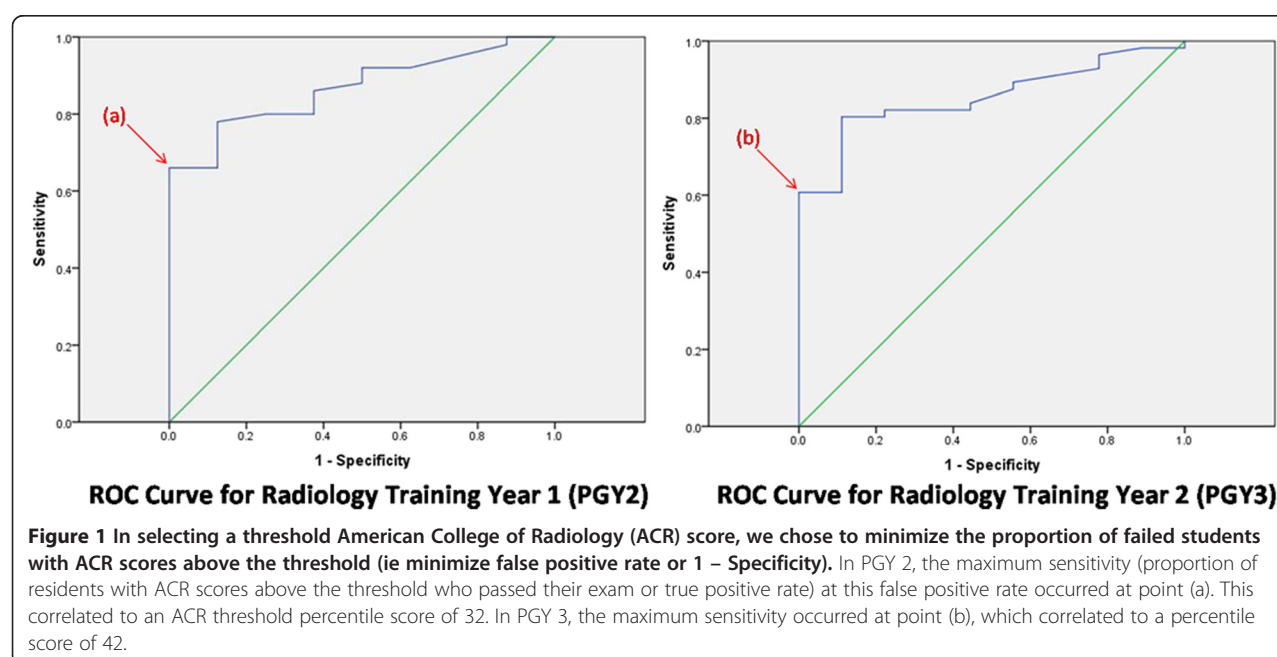 1.0
0.8
0.6
0.4
0.2
0.0
Sensitivity
(a)
0.0 0.2 0.4 0.6 0.8 1.0
1 - Specificity
ROC Curve for Radiology Training Year 1 (PGY2)
1.0
0.8
0.6
0.4
0.2
0.0
Sensitivity
(b)
0.0 0.2 0.4 0.6 0.8 1.0
1 - Specificity
ROC Curve for Radiology Training Year 2 (PGY3)
Figure 1 In selecting a threshold American College of Radiology (ACR) score, we chose to minimize the proportion of failed students
with ACR scores above the threshold (ie minimize false positive rate or 1 – Specificity). In PGY 2, the maximum sensitivity (proportion of
residents with ACR scores above the threshold who passed their exam or true positive rate) at this false positive rate occurred at point (a). This
correlated to an ACR threshold percentile score of 32. In PGY 3, the maximum sensitivity occurred at point (b), which correlated to a percentile
score of 42.